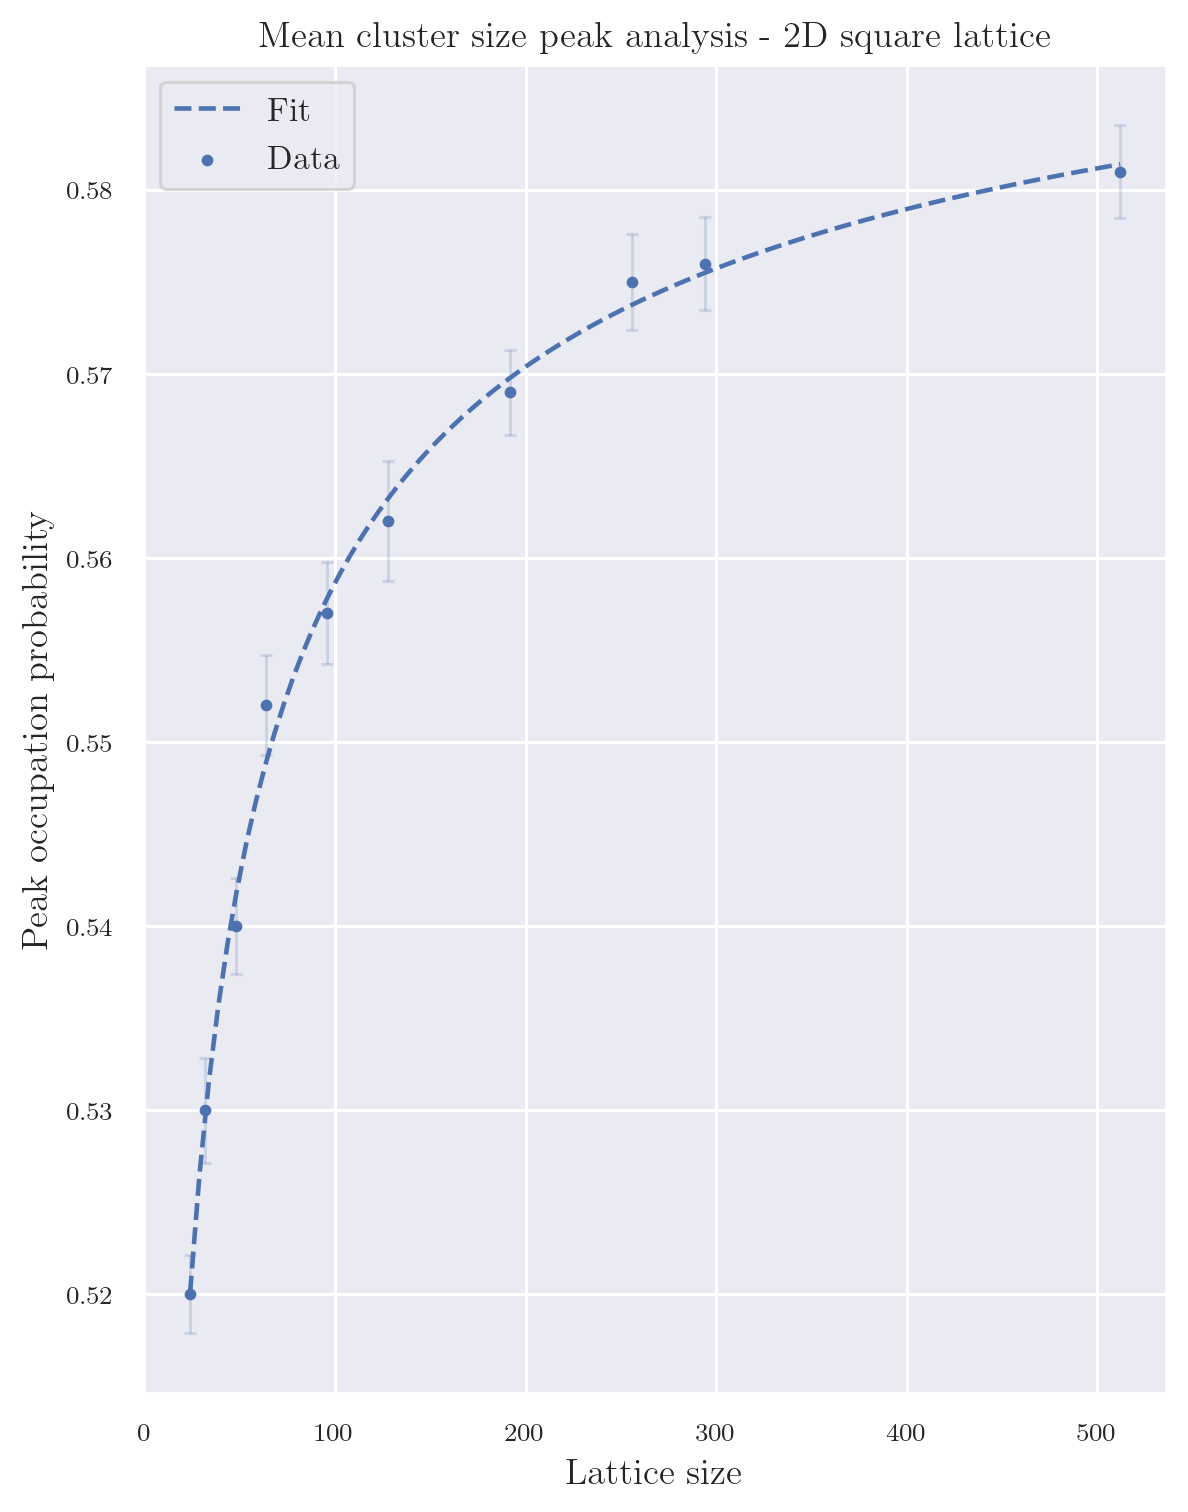 Mean cluster size peak analysis - 2D square lattice
Fit
Data
0.58
0.57
0.56
0.55
0.54
0.53
0.52
Peak occupation probability
0 100 200 300 400 500
Lattice size